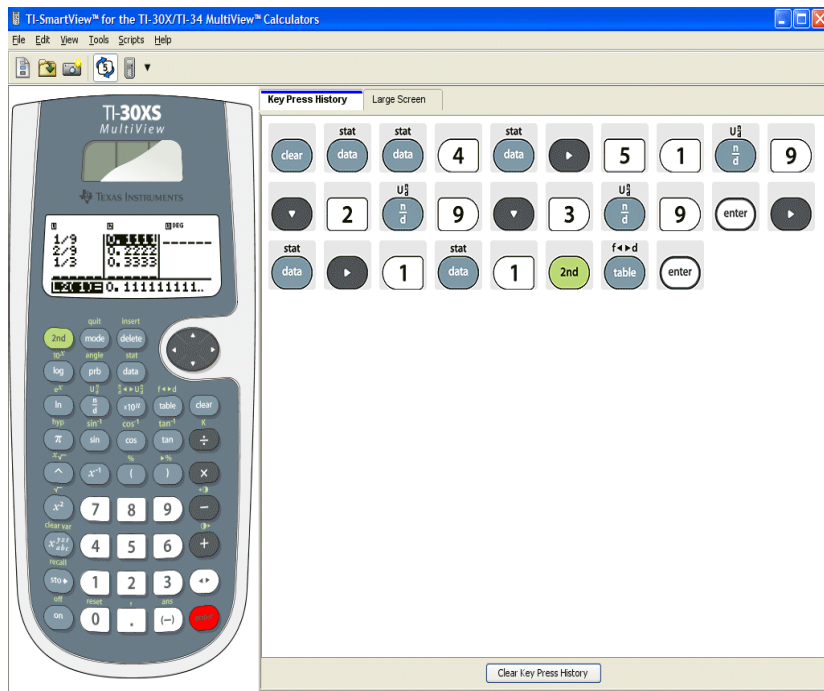 TI-SmartView™ for the TI-30X/TI-34 MultiView™ Calculators
File Edit View Tools Scripts Help
Key Press History Large Screen
TI-30XS
MultiView
TEXAS INSTRUMENTS
DEG
1/9 0.1111 ------
2/9 0.2222
1/3 0.3333
L2(1)=0.111111111..
quit insert
2nd mode delete
10ˣ angle stat
log prb data
eˣ U n/d f◄►d
ln n/d ×10ⁿ table clear
hyp sin⁻¹ cos⁻¹ tan⁻¹ K
π sin cos tan ÷
ˣ√ % ►%
^ x⁻¹ ( ) ×
√
x² 7 8 9 −
clear var
x yzt abc 4 5 6 +
recall
sto► 1 2 3 ◄►
off reset , ans
on 0 . (−)
stat stat stat U n/d
clear data data 4 data ► 5 1 n/d 9
U n/d U n/d
▼ 2 n/d 9 ▼ 3 n/d 9 enter ►
stat stat f◄►d
data ► 1 data 1 2nd table enter
Clear Key Press History